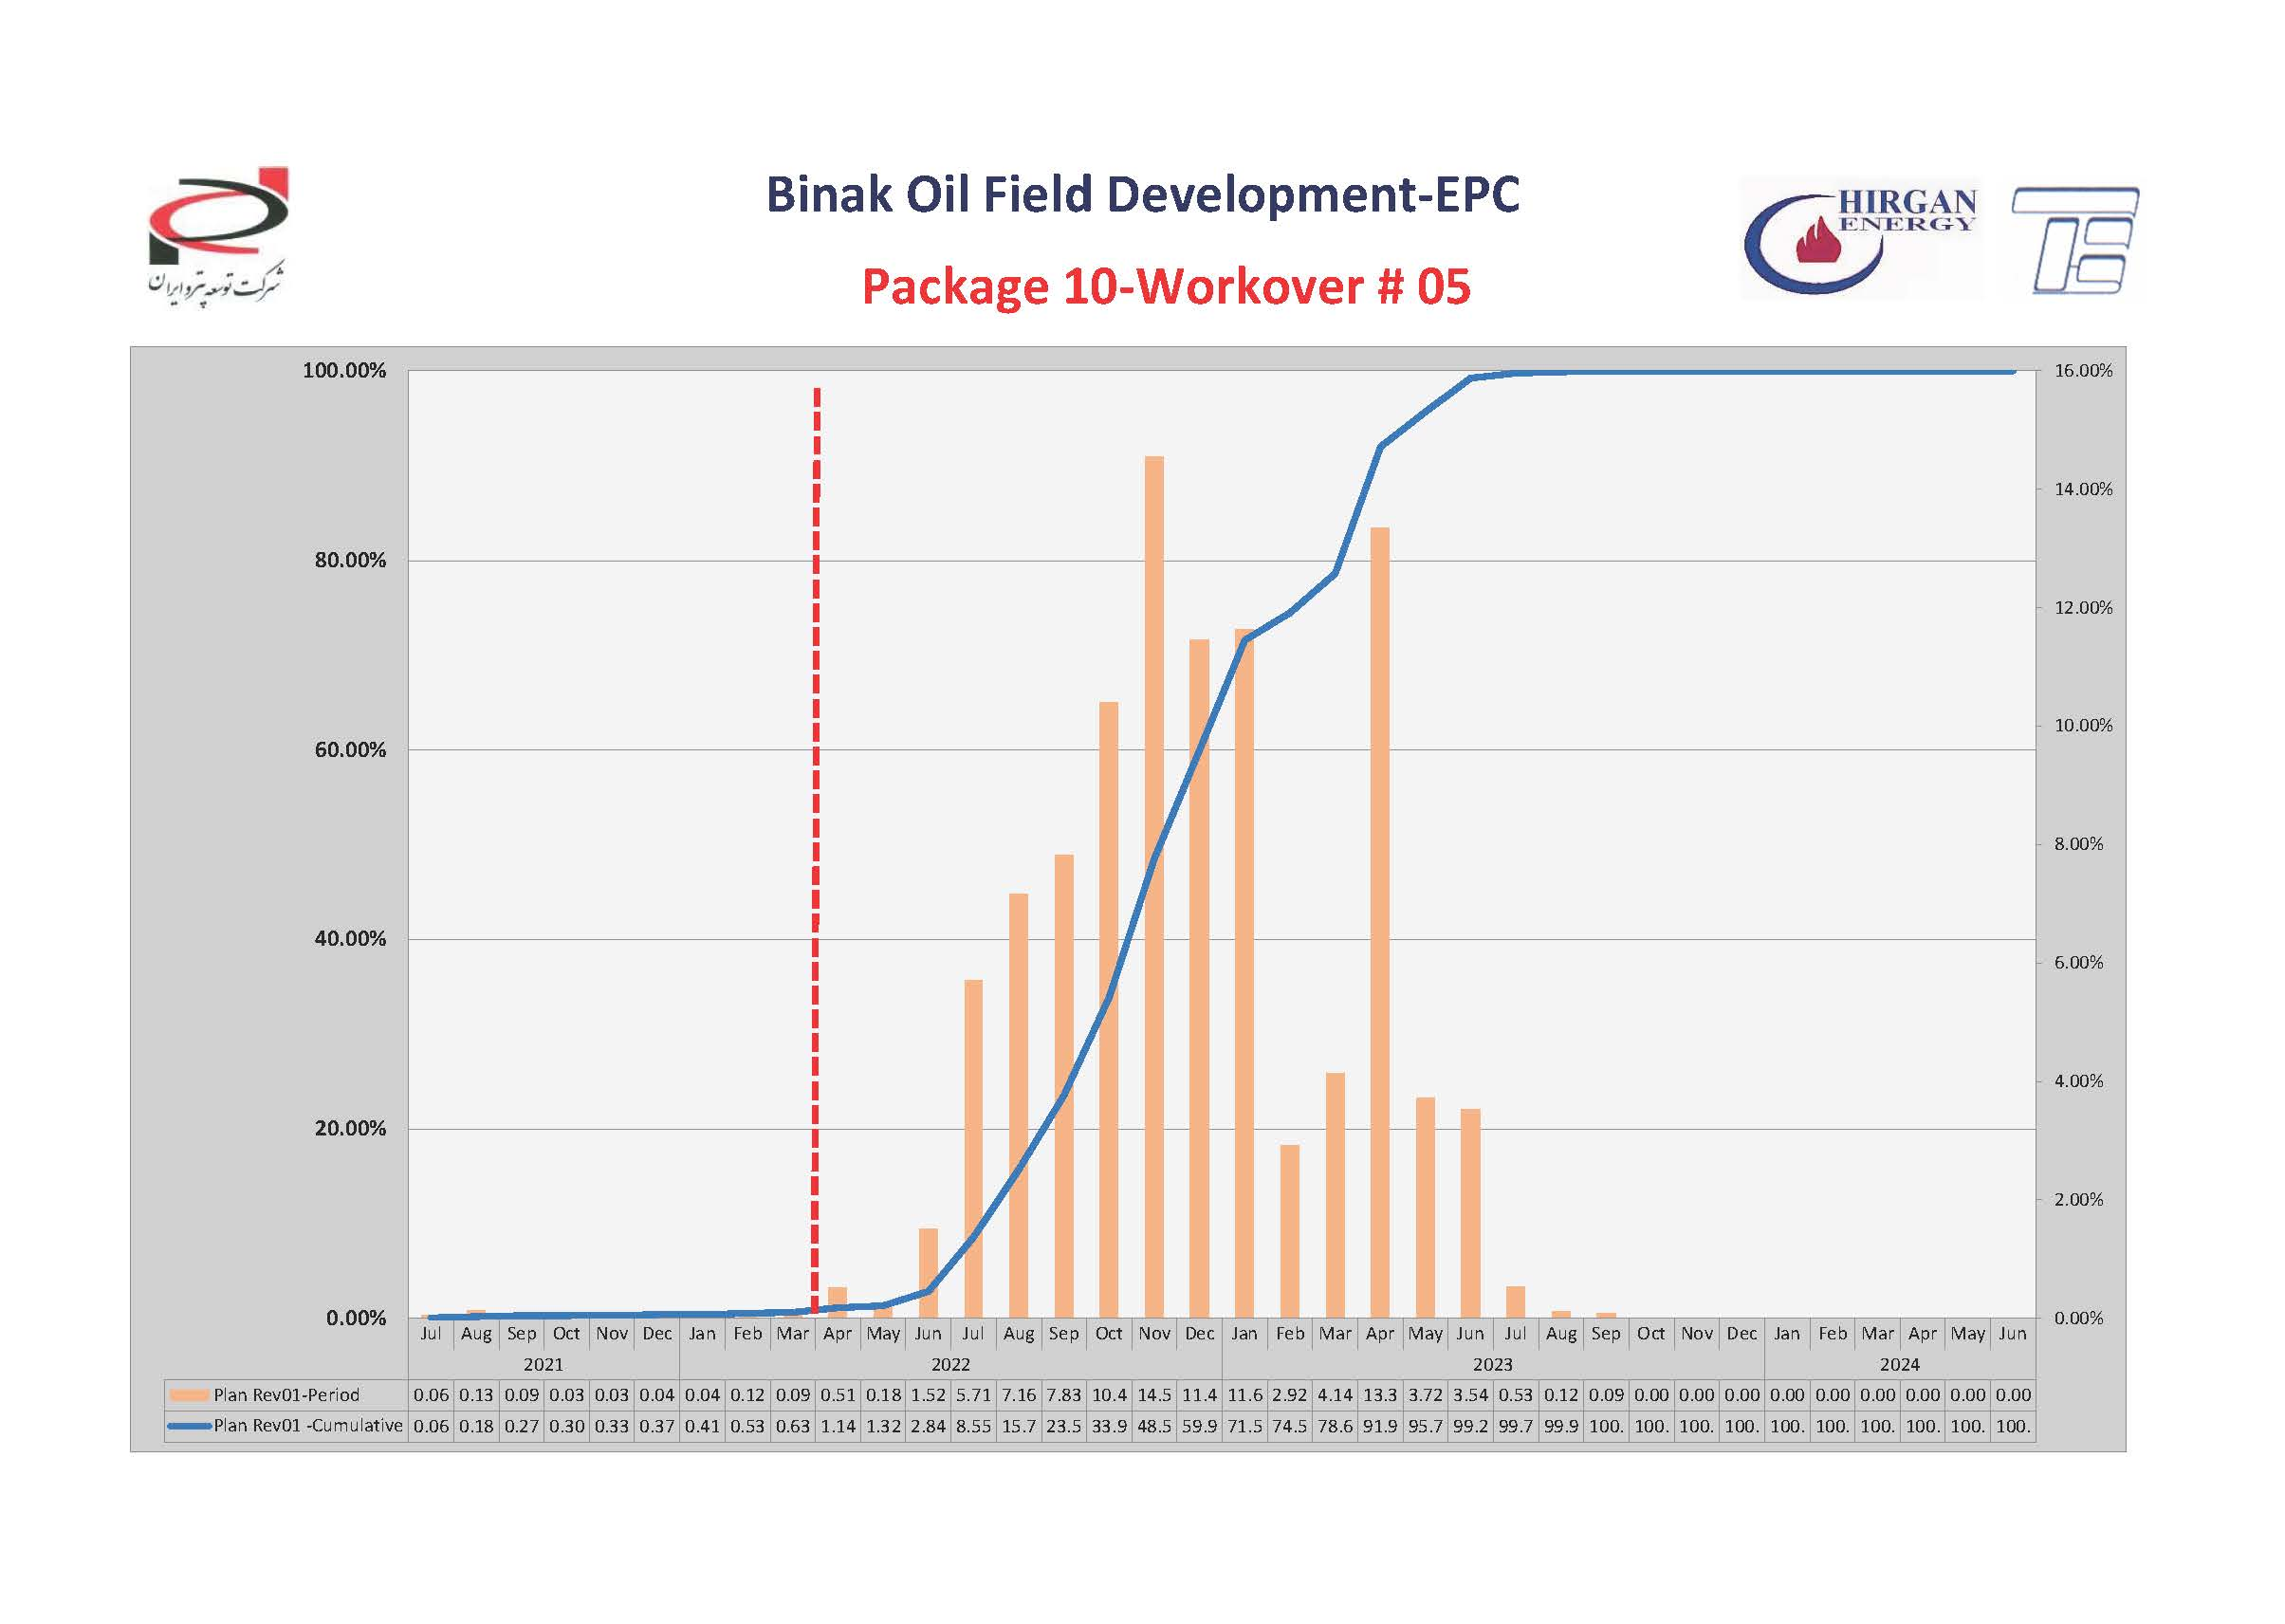 Binak Oil Field Development-EPC
Package 10-Workover # 05
شرکت توسعه پترو ایران
HIRGAN
ENERGY
100.00%
80.00%
60.00%
40.00%
20.00%
0.00%
16.00%
14.00%
12.00%
10.00%
8.00%
6.00%
4.00%
2.00%
0.00%
Jul Aug Sep Oct Nov Dec Jan Feb Mar Apr May Jun Jul Aug Sep Oct Nov Dec Jan Feb Mar Apr May Jun Jul Aug Sep Oct Nov Dec Jan Feb Mar Apr May Jun
2021 2022 2023 2024
Plan Rev01-Period 0.06 0.13 0.09 0.03 0.03 0.04 0.04 0.12 0.09 0.51 0.18 1.52 5.71 7.16 7.83 10.4 14.5 11.4 11.6 2.92 4.14 13.3 3.72 3.54 0.53 0.12 0.09 0.00 0.00 0.00 0.00 0.00 0.00 0.00 0.00 0.00
Plan Rev01 -Cumulative 0.06 0.18 0.27 0.30 0.33 0.37 0.41 0.53 0.63 1.14 1.32 2.84 8.55 15.7 23.5 33.9 48.5 59.9 71.5 74.5 78.6 91.9 95.7 99.2 99.7 99.9 100. 100. 100. 100. 100. 100. 100. 100. 100. 100.